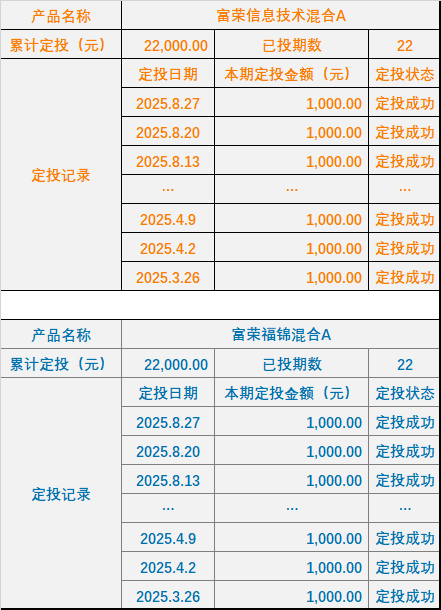 产品名称 富荣信息技术混合A
累计定投（元） 22,000.00 已投期数 22
定投日期 本期定投金额（元） 定投状态
2025.8.27 1,000.00 定投成功
2025.8.20 1,000.00 定投成功
2025.8.13 1,000.00 定投成功
定投记录
... ... ...
2025.4.9 1,000.00 定投成功
2025.4.2 1,000.00 定投成功
2025.3.26 1,000.00 定投成功
产品名称 富荣福锦混合A
累计定投（元） 22,000.00 已投期数 22
定投日期 本期定投金额（元） 定投状态
2025.8.27 1,000.00 定投成功
2025.8.20 1,000.00 定投成功
2025.8.13 1,000.00 定投成功
定投记录
... ... ...
2025.4.9 1,000.00 定投成功
2025.4.2 1,000.00 定投成功
2025.3.26 1,000.00 定投成功